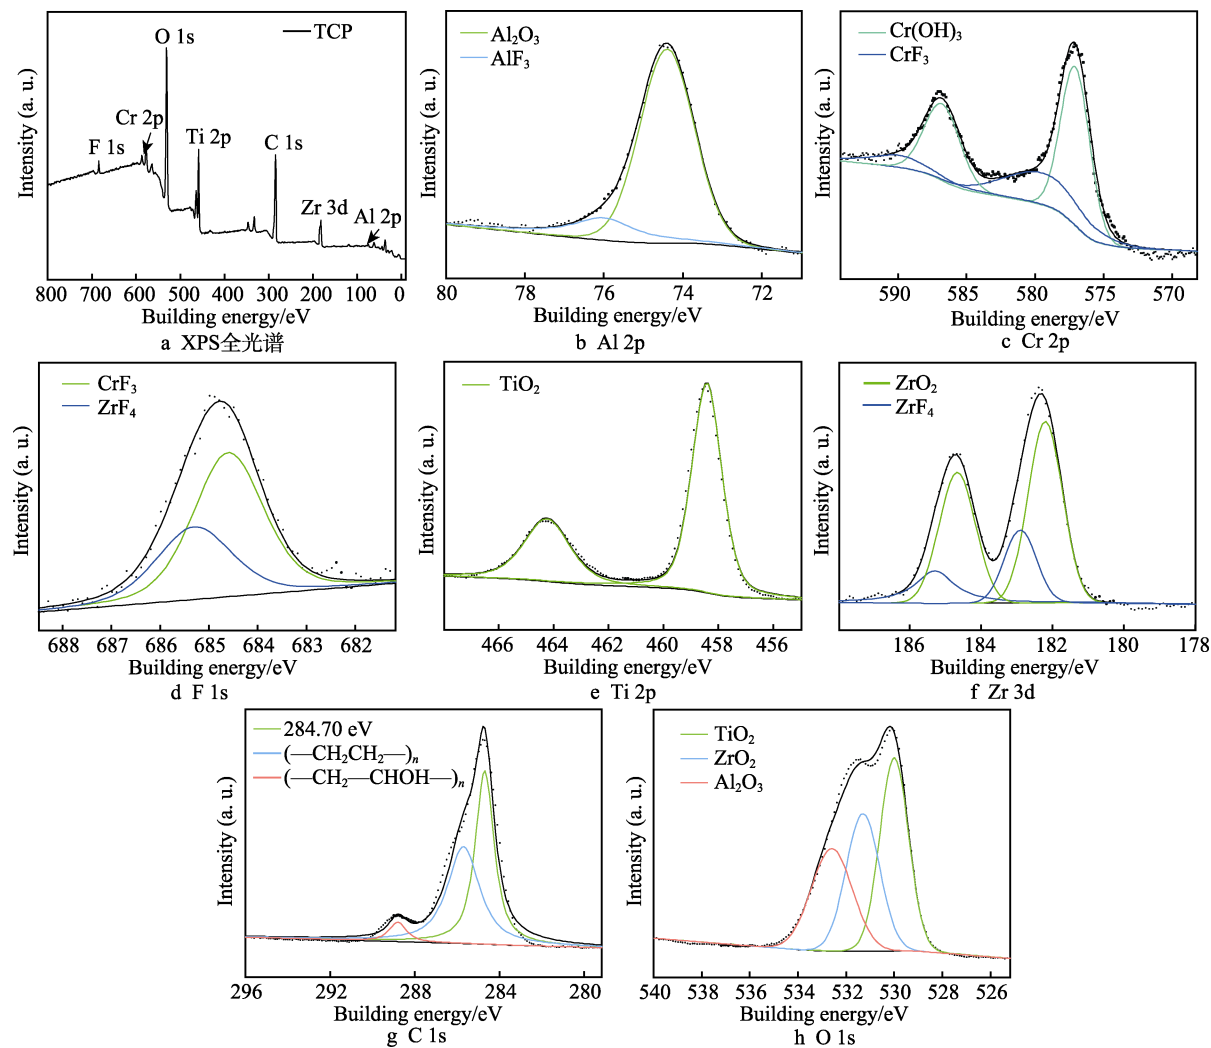 TCP
O 1s
Cr 2p
F 1s
Ti 2p
C 1s
Zr 3d
Al 2p
Intensity (a. u.)
800 700 600 500 400 300 200 100 0
Building energy/eV
a XPS全光谱
Al₂O₃
AlF₃
Intensity (a. u.)
80 78 76 74 72
Building energy/eV
b Al 2p
Cr(OH)₃
CrF₃
Intensity (a. u.)
590 585 580 575 570
Building energy/eV
c Cr 2p
CrF₃
ZrF₄
Intensity (a. u.)
688 687 686 685 684 683 682
Building energy/eV
d F 1s
TiO₂
Intensity (a. u.)
466 464 462 460 458 456
Building energy/eV
e Ti 2p
ZrO₂
ZrF₄
Intensity (a. u.)
186 184 182 180 178
Building energy/eV
f Zr 3d
284.70 eV
(—CH₂CH₂—)ₙ
(—CH₂—CHOH—)ₙ
Intensity (a. u.)
296 292 288 284 280
Building energy/eV
g C 1s
TiO₂
ZrO₂
Al₂O₃
Intensity (a. u.)
540 538 536 534 532 530 528 526
Building energy/eV
h O 1s